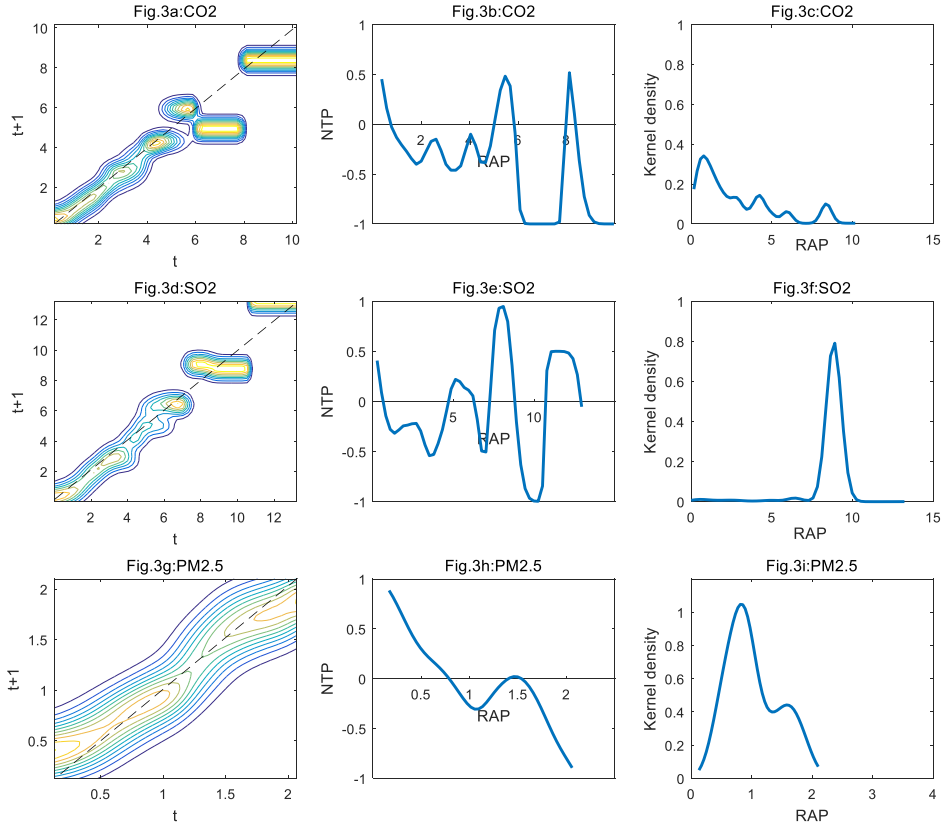 Fig.3a:CO2
10
8
6
4
2
t+1
2 4 6 8 10
t
Fig.3b:CO2
1
0.5
0
-0.5
-1
NTP
2 4 6 8
RAP
Fig.3c:CO2
1
0.8
0.6
0.4
0.2
0
Kernel density
0 5 10 15
RAP
Fig.3d:SO2
12
10
8
6
4
2
t+1
2 4 6 8 10 12
t
Fig.3e:SO2
1
0.5
0
-0.5
-1
NTP
5 10
RAP
Fig.3f:SO2
1
0.8
0.6
0.4
0.2
0
Kernel density
0 5 10 15
RAP
Fig.3g:PM2.5
2
1.5
1
0.5
t+1
0.5 1 1.5 2
t
Fig.3h:PM2.5
1
0.5
0
-0.5
-1
NTP
0.5 1 1.5 2
RAP
Fig.3i:PM2.5
1
0.8
0.6
0.4
0.2
0
Kernel density
0 1 2 3 4
RAP